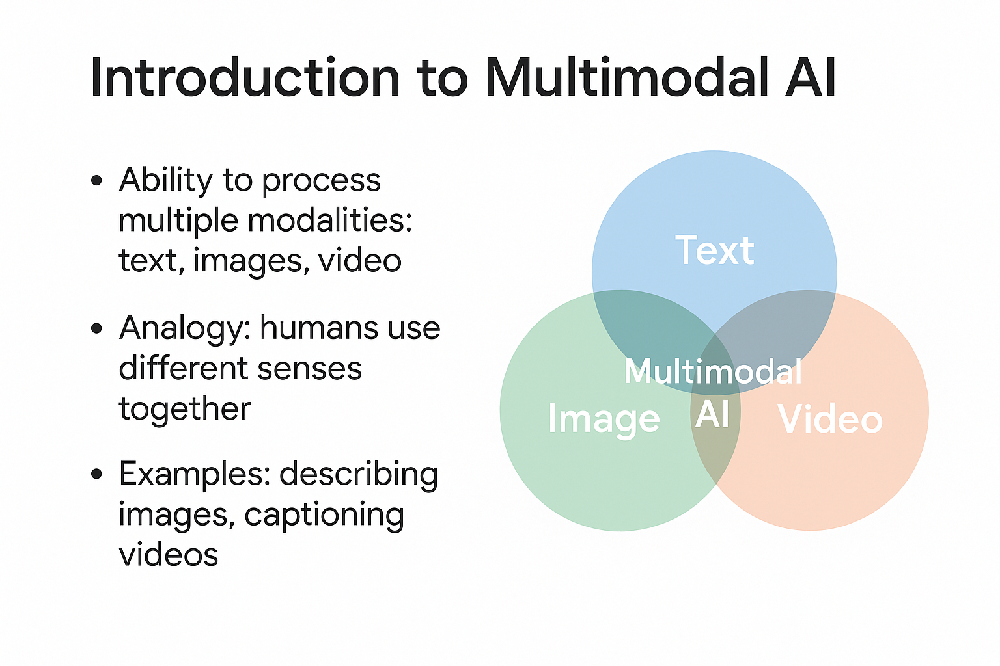 Introduction to Multimodal AI
• Ability to process
multiple modalities:
text, images, video
• Analogy: humans use
different senses
together
• Examples: describing
images, captioning
videos
Text
Multimodal
AI
Image
Video